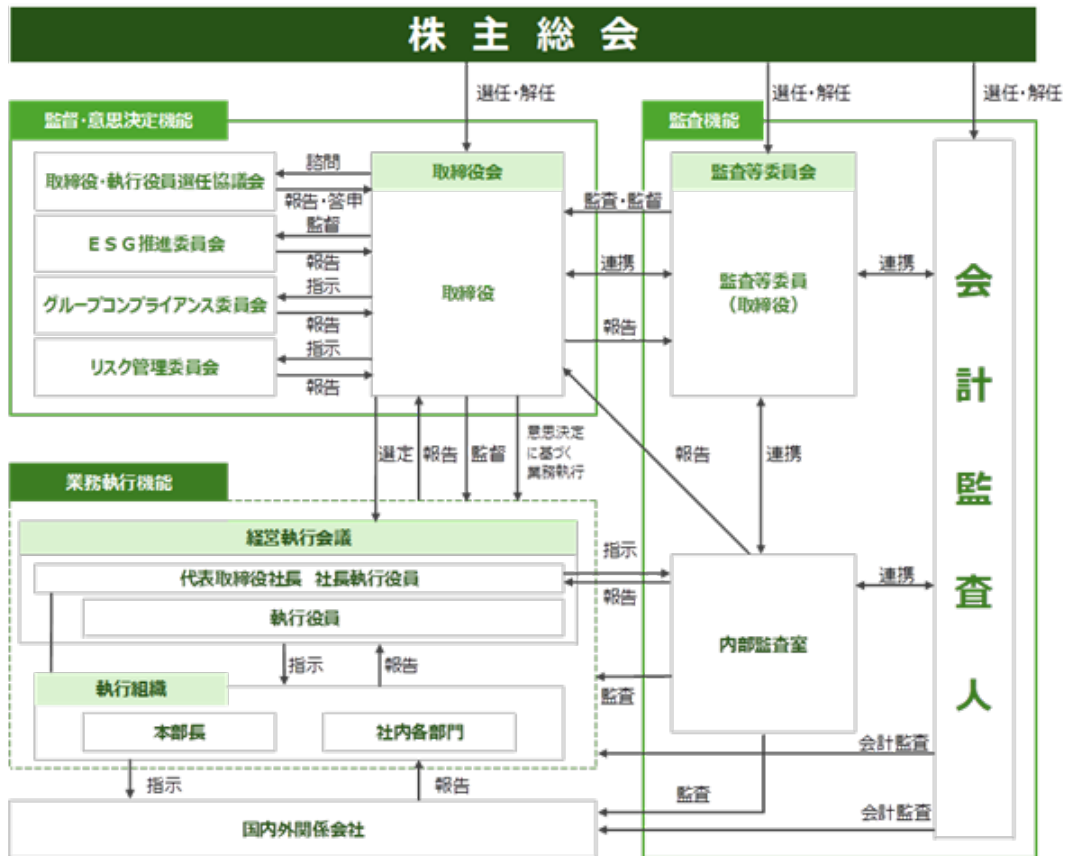 株主総会
選任・解任
選任・解任
選任・解任
監督・意思決定機能
監査機能
取締役・執行役員選任協議会
諮問
報告・答申
取締役会
監査等委員会
監査・監督
ESG推進委員会
監督
報告
連携
連携
取締役
監査等委員
(取締役)
グループコンプライアンス委員会
指示
報告
報告
リスク管理委員会
指示
報告
会計監査人
選定
報告
監督
意思決定
に基づく
業務執行
報告
連携
業務執行機能
経営執行会議
代表取締役社長 社長執行役員
執行役員
指示
報告
連携
内部監査室
指示
報告
監査
執行組織
本部長
社内各部門
会計監査
指示
報告
監査
会計監査
国内外関係会社